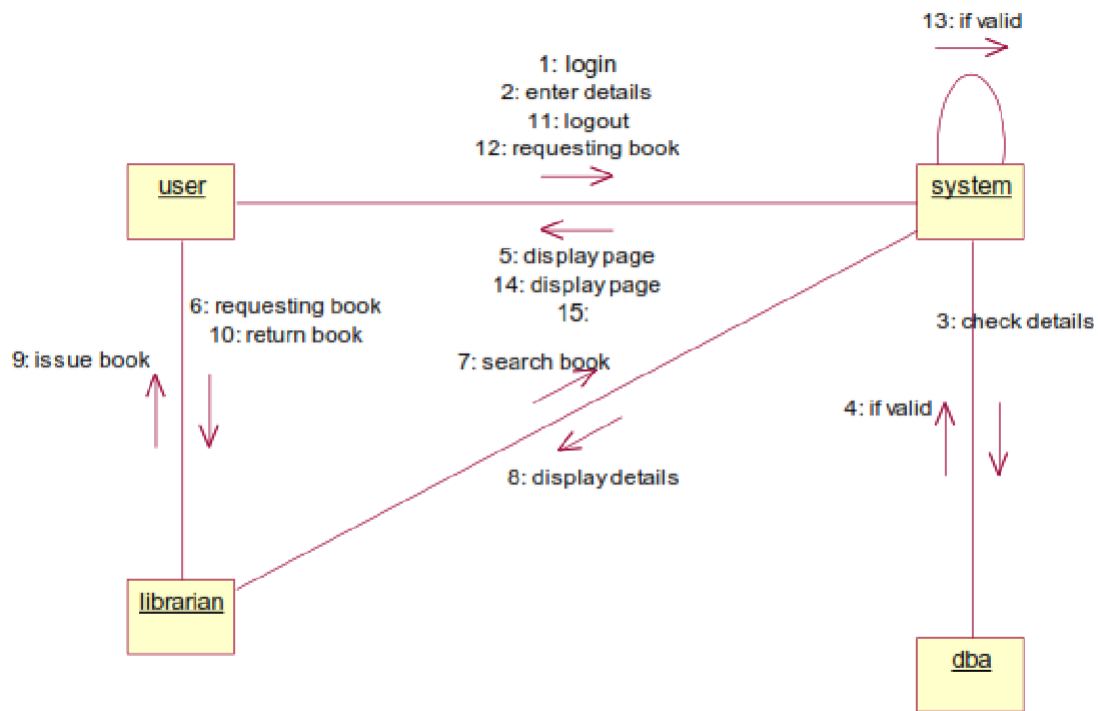 13: if valid
1: login
2: enter details
11: logout
12: requesting book
user
system
5: display page
14: display page
15:
6: requesting book
10: return book
9: issue book
3: check details
7: search book
4: if valid
8: display details
librarian
dba